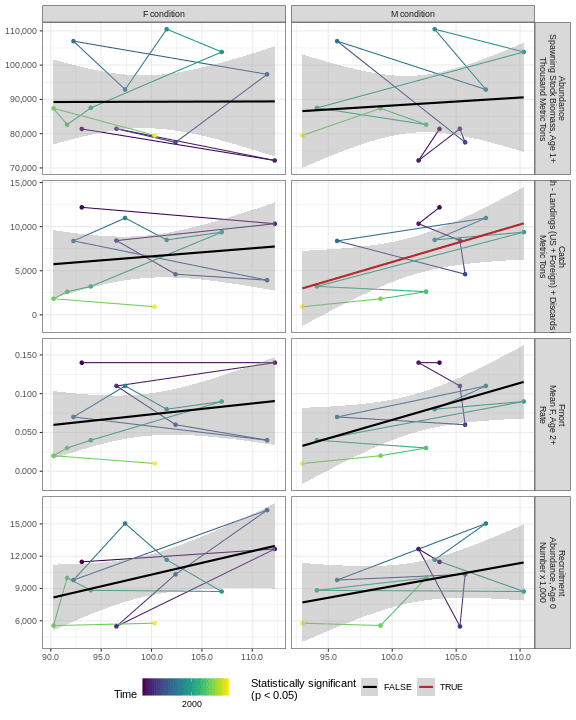 F condition
M condition
110,000
100,000
90,000
80,000
70,000
Abundance
Spawning Stock Biomass, Age 1+
Thousand Metric Tons
15,000
10,000
5,000
0
Catch
h - Landings (US + Foreign) + Discards
Metric Tons
0.150
0.100
0.050
0.000
Fmort
Mean F, Age 2+
Rate
15,000
12,000
9,000
6,000
Recruitment
Abundance, Age 0
Number x 1,000
90.0 95.0 100.0 105.0 110.0
95.0 100.0 105.0 110.0
Time
2000
Statistically significant
(p < 0.05)
FALSE
TRUE